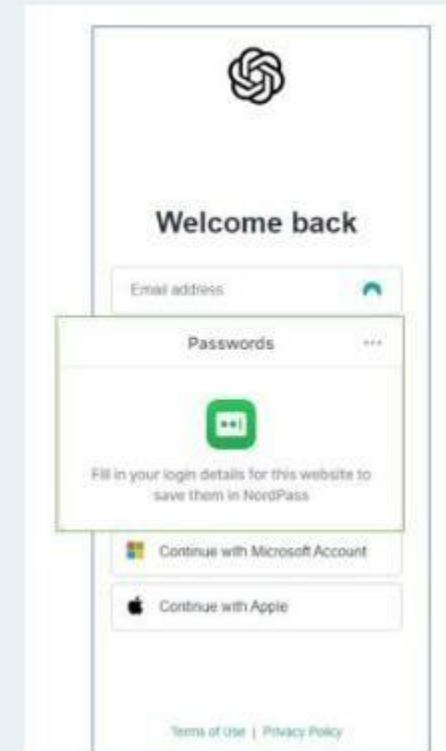 Welcome back
Email address
Passwords
Fill in your login details for this website to
save them in NordPass
Continue with Microsoft Account
Continue with Apple
Terms of Use | Privacy Policy